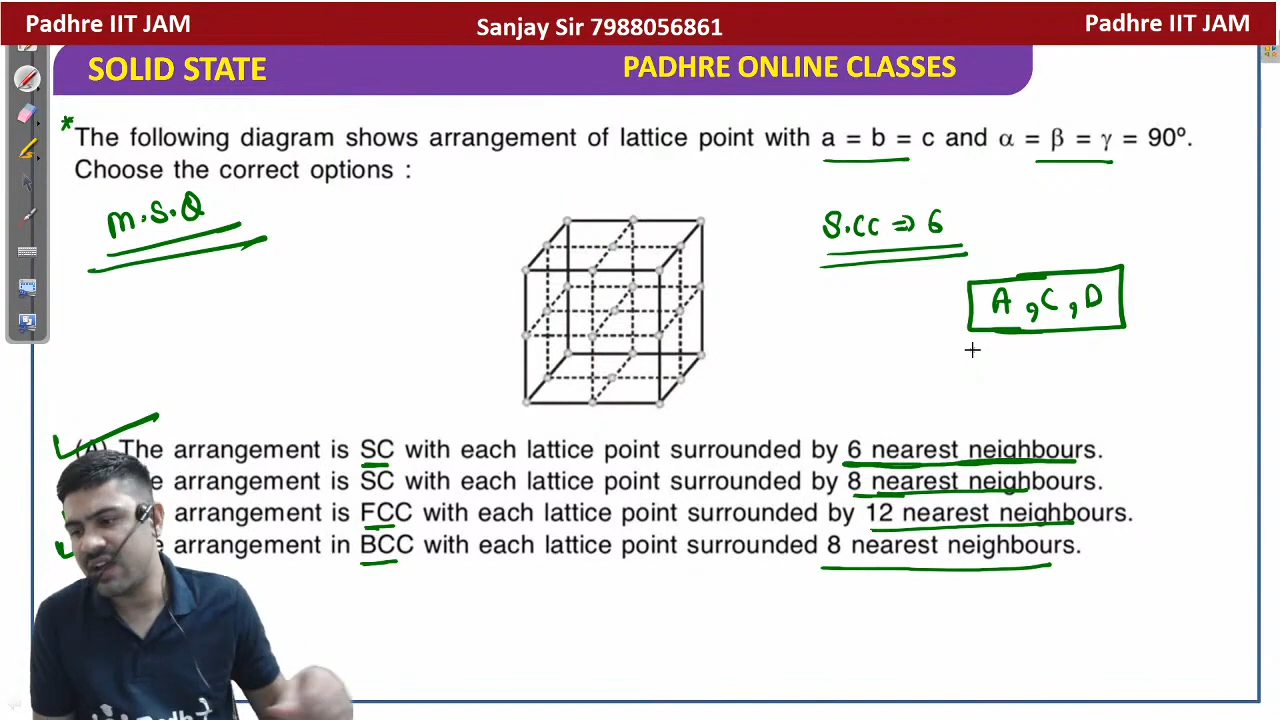 Padhre IIT JAM
Sanjay Sir 7988056861
Padhre IIT JAM
SOLID STATE
PADHRE ONLINE CLASSES
* The following diagram shows arrangement of lattice point with a = b = c and α = β = γ = 90º.
Choose the correct options :
M.S.Q
S.CC ⇒ 6
A, C, D
(A) The arrangement is SC with each lattice point surrounded by 6 nearest neighbours.
arrangement is SC with each lattice point surrounded by 8 nearest neighbours.
arrangement is FCC with each lattice point surrounded by 12 nearest neighbours.
arrangement in BCC with each lattice point surrounded 8 nearest neighbours.